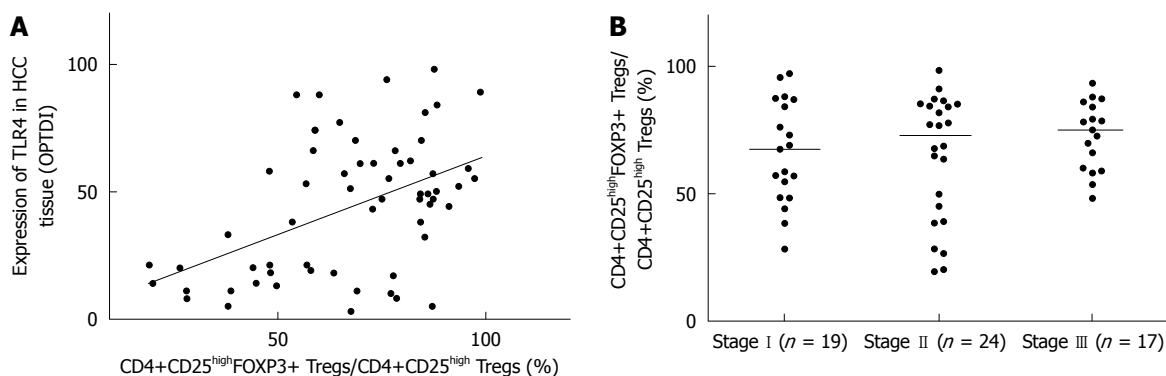 A
Expression of TLR4 in HCC
tissue (OPTDI)
100
50
0
50
100
CD4+CD25highFOXP3+ Tregs/CD4+CD25high Tregs (%)
B
CD4+CD25highFOXP3+ Tregs/
CD4+CD25high Tregs (%)
100
50
0
Stage Ⅰ (n = 19)
Stage Ⅱ (n = 24)
Stage Ⅲ (n = 17)